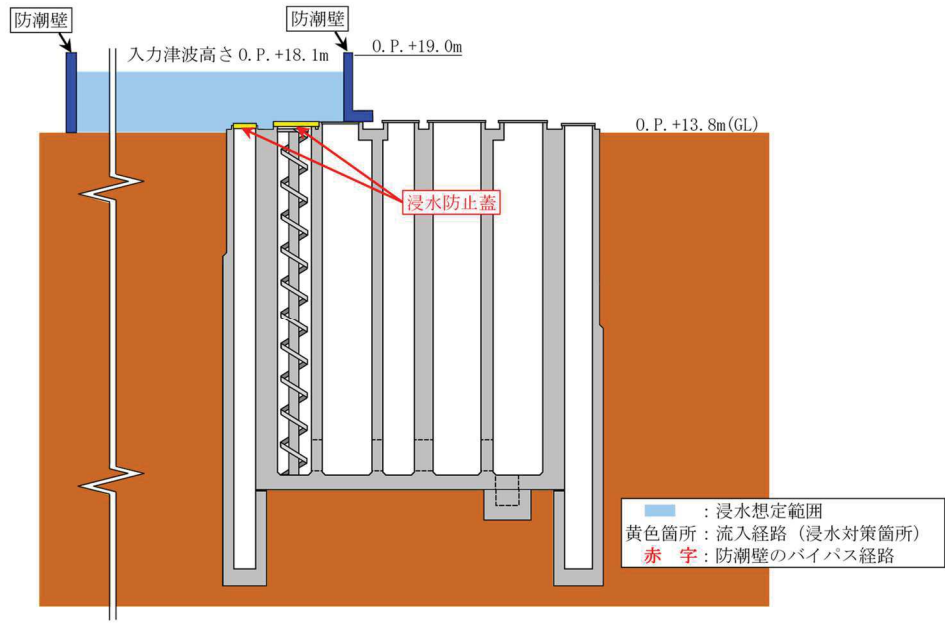 防潮壁
防潮壁
入力津波高さO.P.+18.1m
O.P.+19.0m
O.P.+13.8m(GL)
浸水防止蓋
：浸水想定範囲
黄色箇所：流入経路（浸水対策箇所）
赤　字：防潮壁のバイパス経路